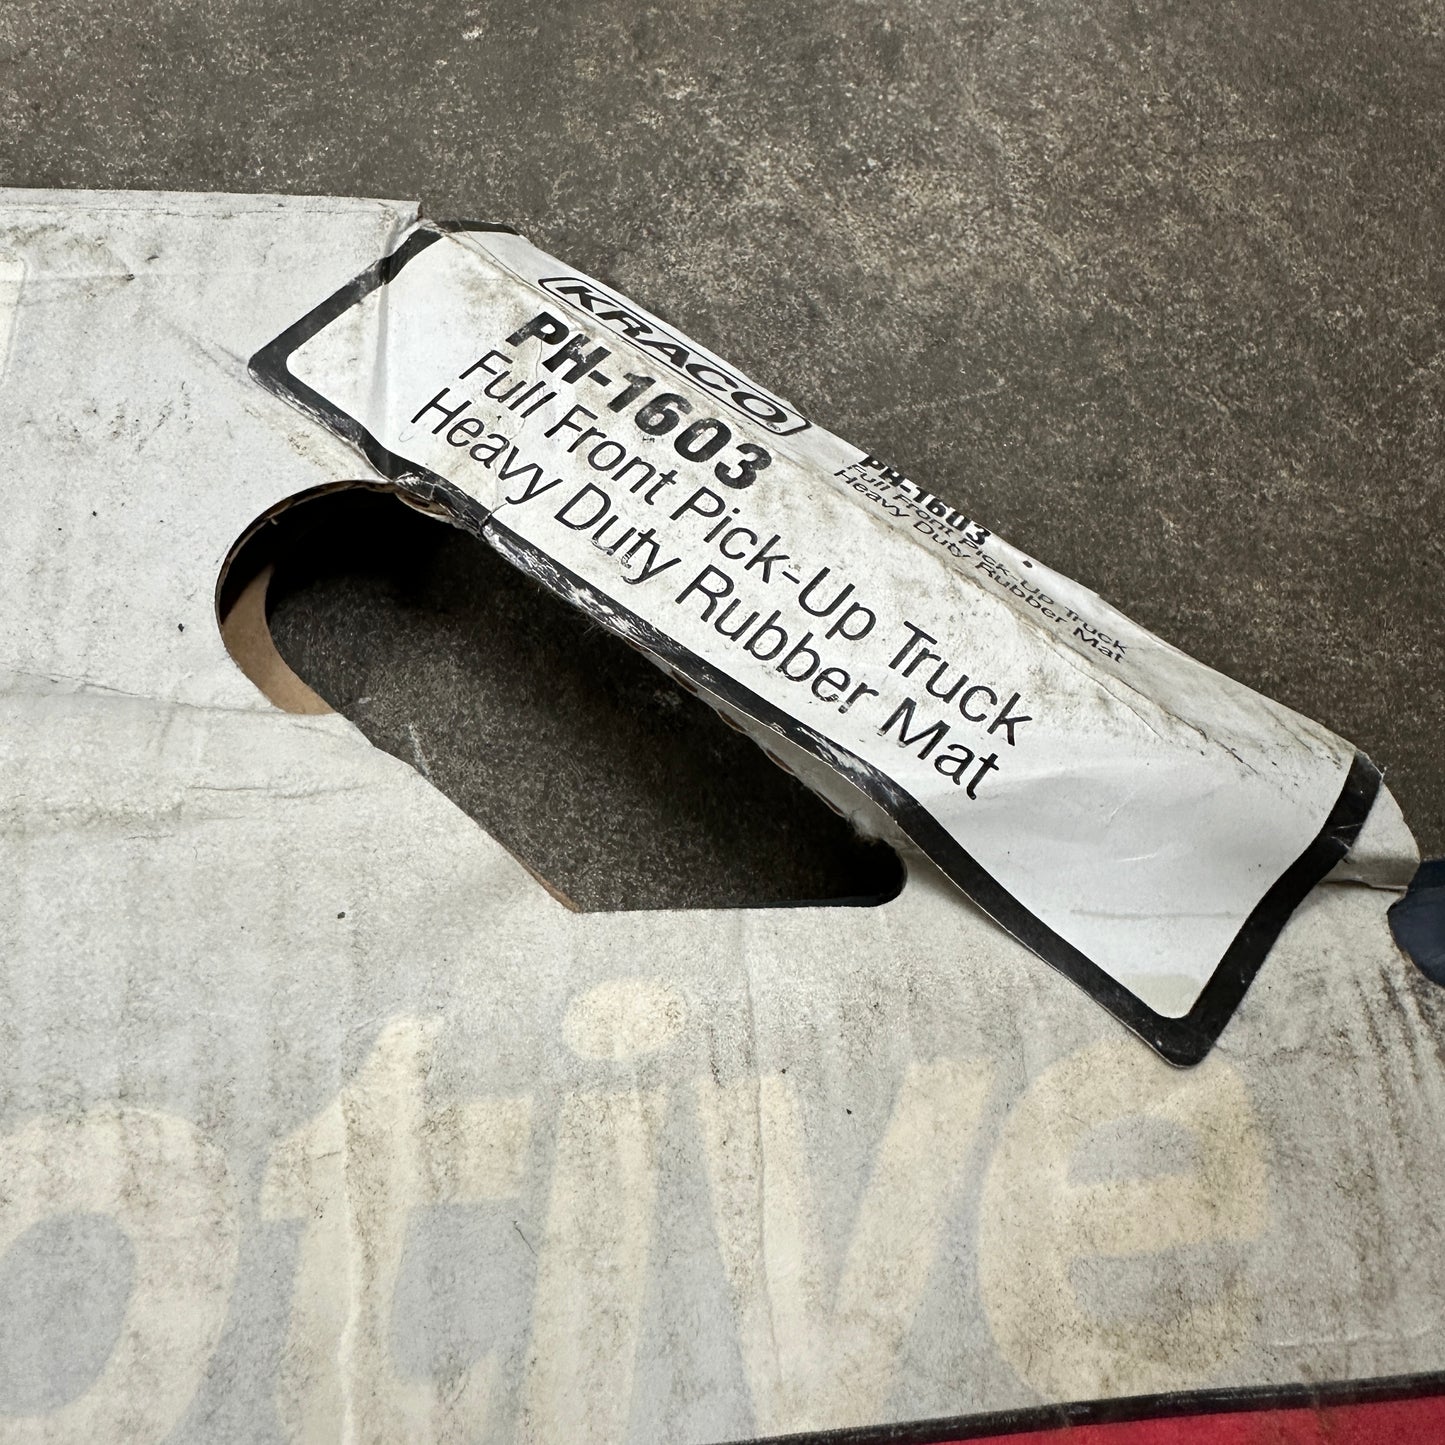 KRACO
PH-1603
Full Front Pick-Up Truck
Heavy Duty Rubber Mat
PH-1603
Full Front Pick-Up Truck
Heavy Duty Rubber Mat
otive